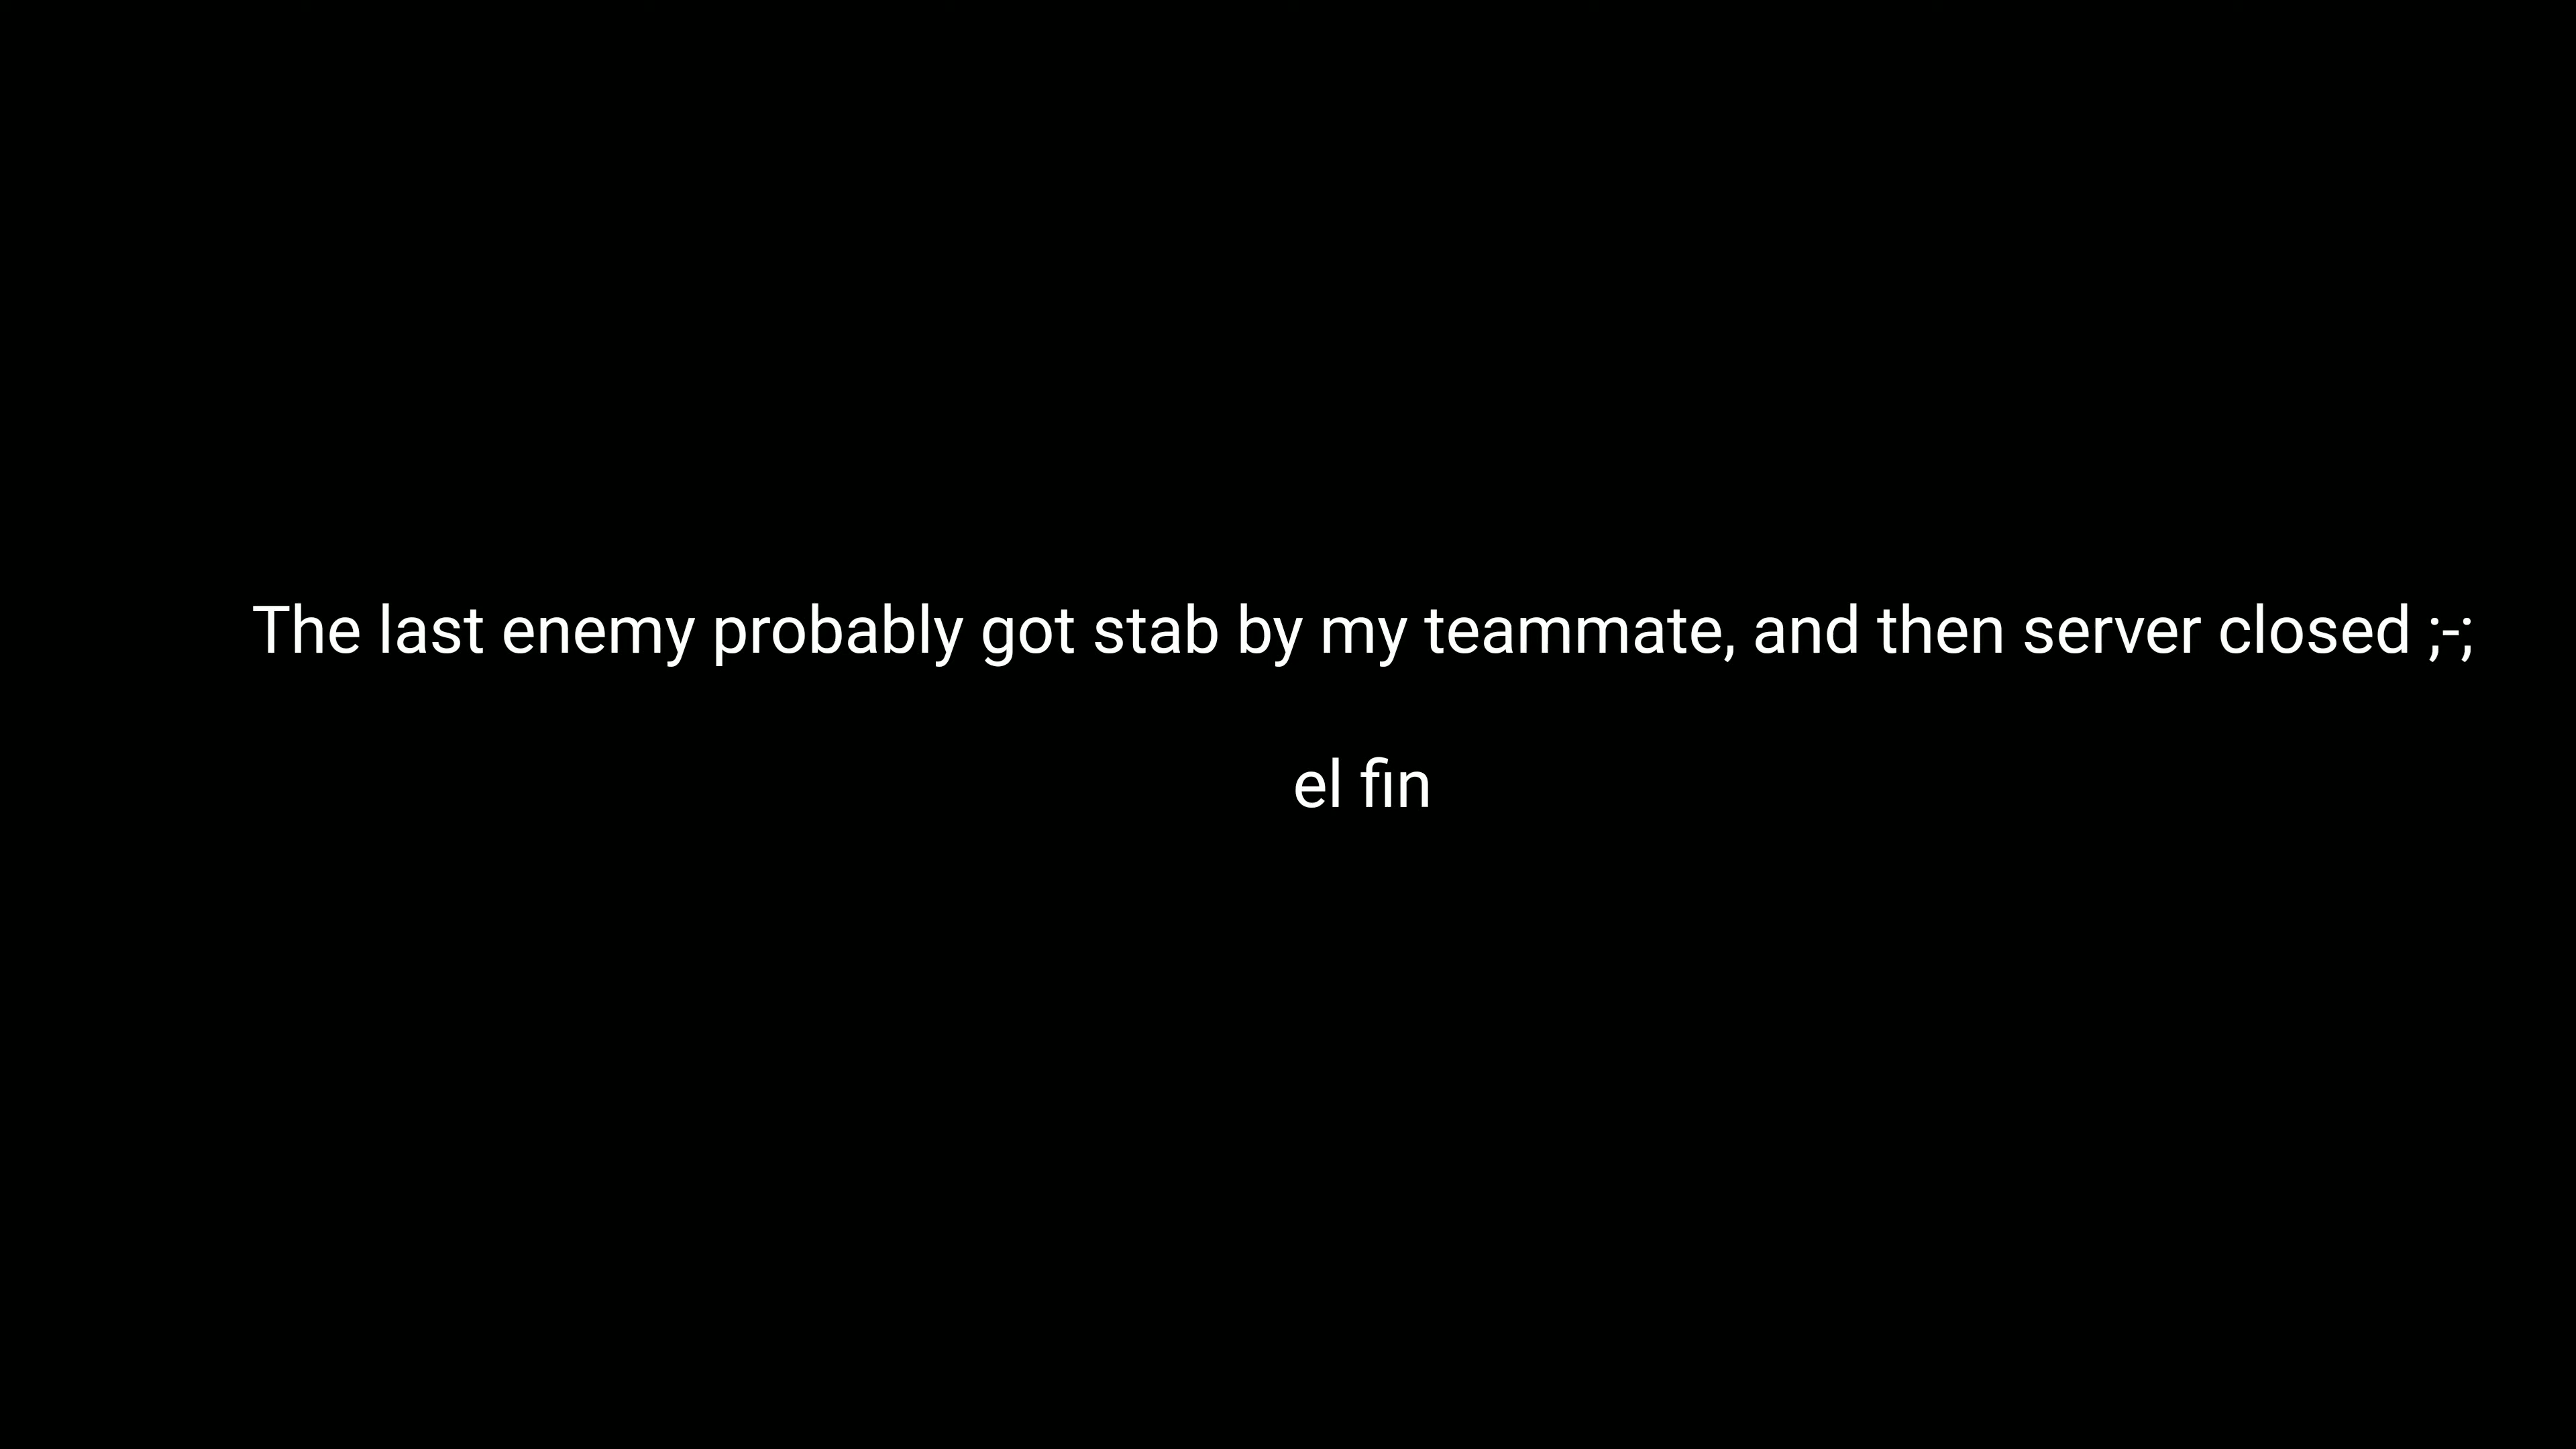 The last enemy probably got stab by my teammate, and then server closed ;-;
el fin